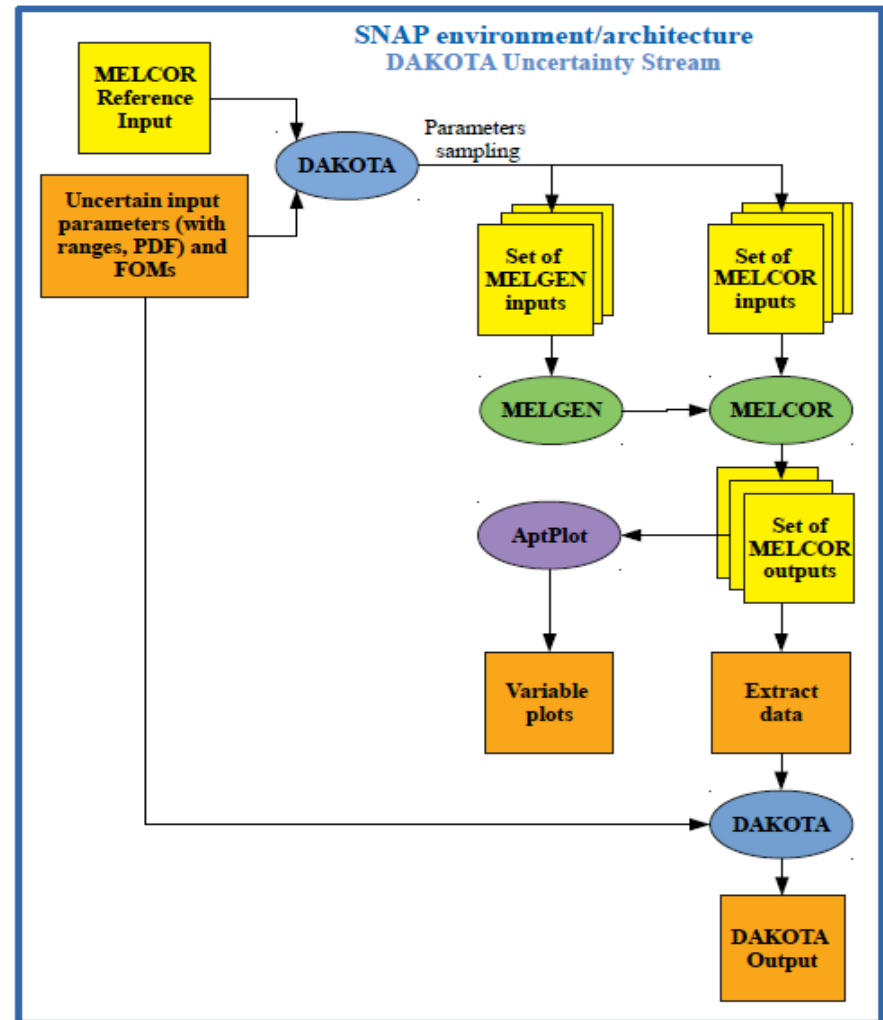 SNAP environment/architecture
DAKOTA Uncertainty Stream
MELCOR
Reference
Input
Uncertain input
parameters (with
ranges, PDF) and
FOMs
DAKOTA
Parameters
sampling
Set of
MELGEN
inputs
Set of
MELCOR
inputs
MELGEN
MELCOR
AptPlot
Set of
MELCOR
outputs
Variable
plots
Extract
data
DAKOTA
DAKOTA
Output